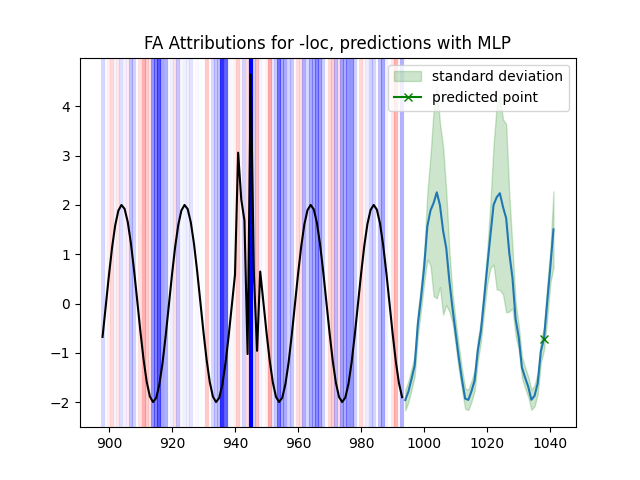 FA Attributions for -loc, predictions with MLP
standard deviation
predicted point
4
3
2
1
0
−1
−2
900 920 940 960 980 1000 1020 1040